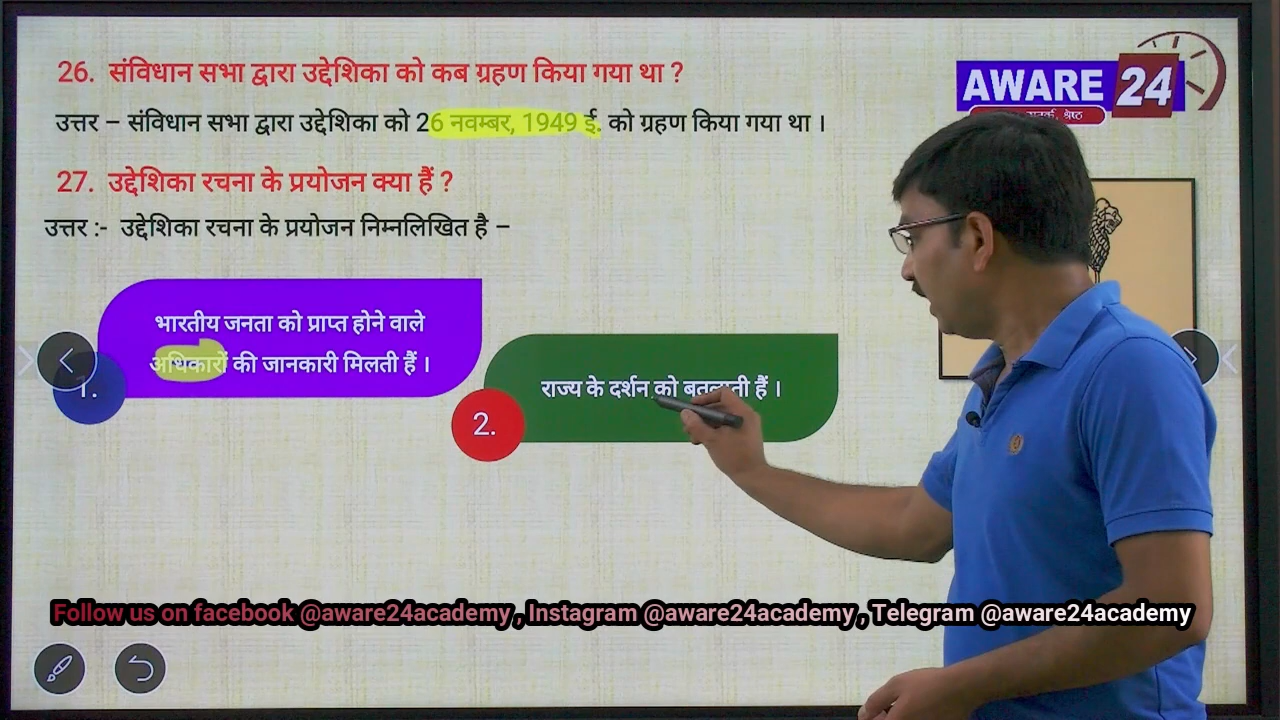 26. संविधान सभा द्वारा उद्देशिका को कब ग्रहण किया गया था ?
AWARE 24
उत्तर – संविधान सभा द्वारा उद्देशिका को 26 नवम्बर, 1949 ई. को ग्रहण किया गया था ।
श्रेष्ठ
27. उद्देशिका रचना के प्रयोजन क्या हैं ?
उत्तर :- उद्देशिका रचना के प्रयोजन निम्नलिखित है –
भारतीय जनता को प्राप्त होने वाले
अधिकारों की जानकारी मिलती हैं ।
1.
राज्य के दर्शन को बतलाती हैं ।
2.
Follow us on facebook @aware24academy, Instagram @aware24academy, Telegram @aware24academy